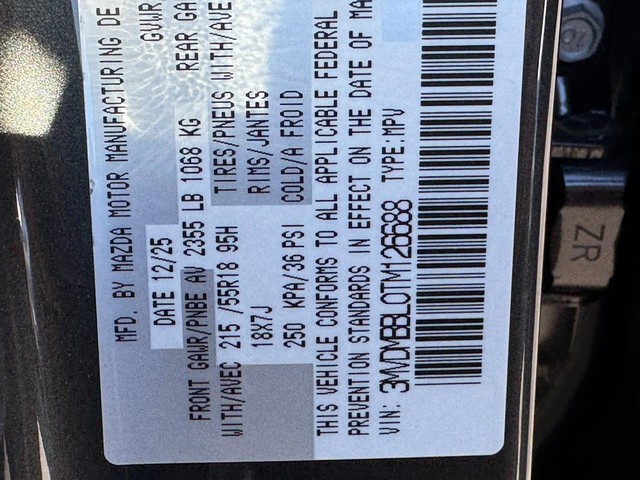 MFD. BY MAZDA MOTOR MANUFACTURING DE
DATE 12/25 GVWR
FRONT GAWR/PNBE AV 2355 LB 1068 KG REAR GA
WITH/AVEC 215 /55R18 95H TIRES/PNEUS WITH/AVE
18X7J RIMS/JANTES
250 KPA/36 PSI COLD/A FROID
THIS VEHICLE CONFORMS TO ALL APPLICABLE FEDERAL
PREVENTION STANDARDS IN EFFECT ON THE DATE OF MA
VIN: 3MVDMBBL0TM126688 TYPE:MPV
ZR